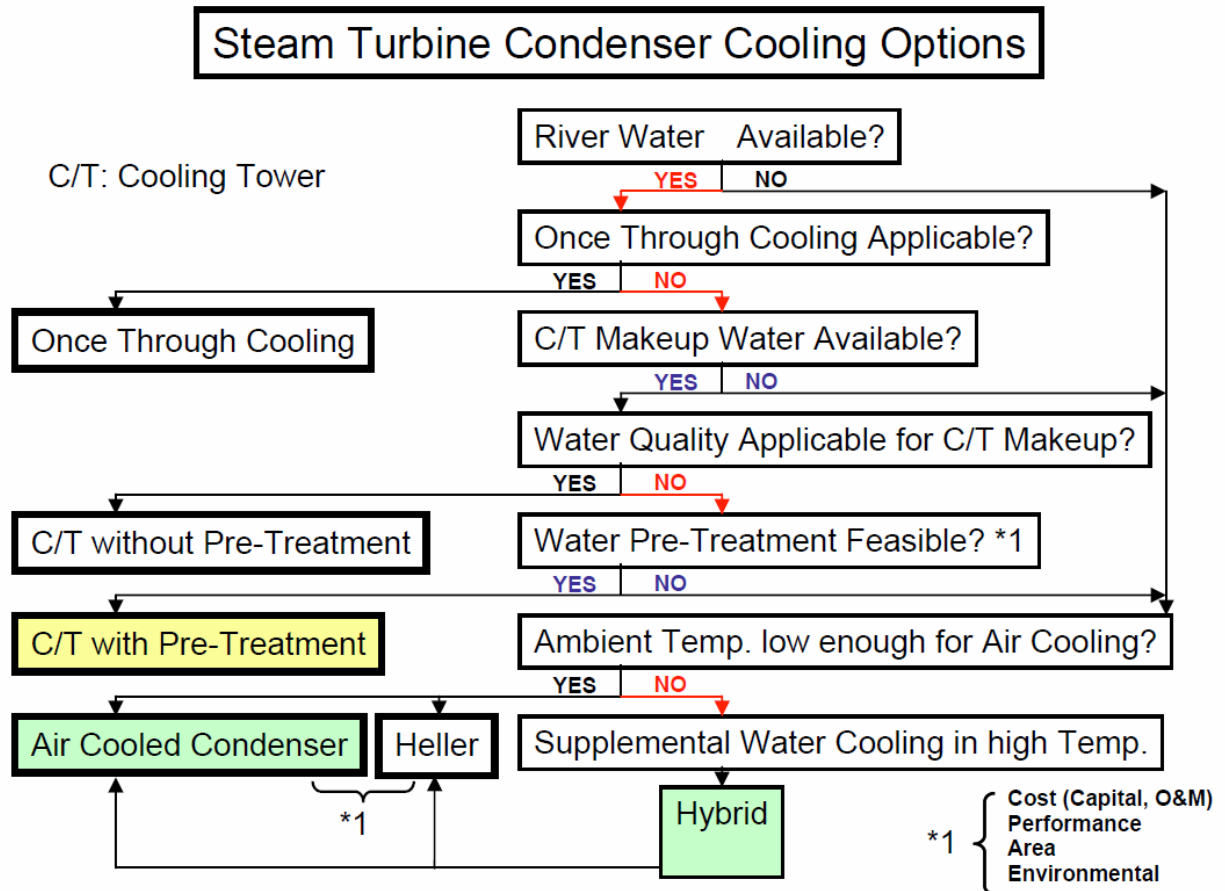 Steam Turbine Condenser Cooling Options
River Water Available?
C/T: Cooling Tower
YES NO
Once Through Cooling Applicable?
YES NO
Once Through Cooling
C/T Makeup Water Available?
YES NO
Water Quality Applicable for C/T Makeup?
YES NO
C/T without Pre-Treatment
Water Pre-Treatment Feasible? *1
YES NO
C/T with Pre-Treatment
Ambient Temp. low enough for Air Cooling?
YES NO
Air Cooled Condenser
Heller
Supplemental Water Cooling in high Temp.
*1
Hybrid
*1
Cost (Capital, O&M)
Performance
Area
Environmental